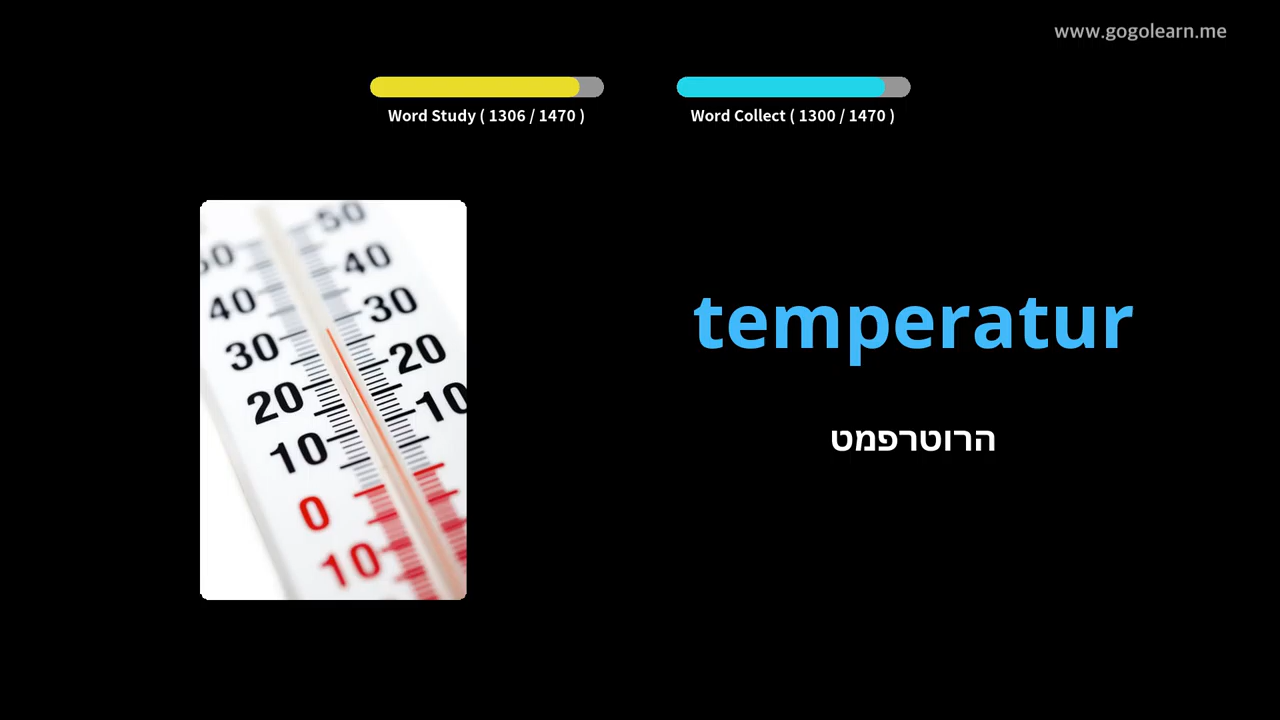 www.gogolearn.me
Word Study ( 1306 / 1470 )
Word Collect ( 1300 / 1470 )
50
40
40
30
30
20
20
10
10
0
10
temperatur
הרוטרפמט